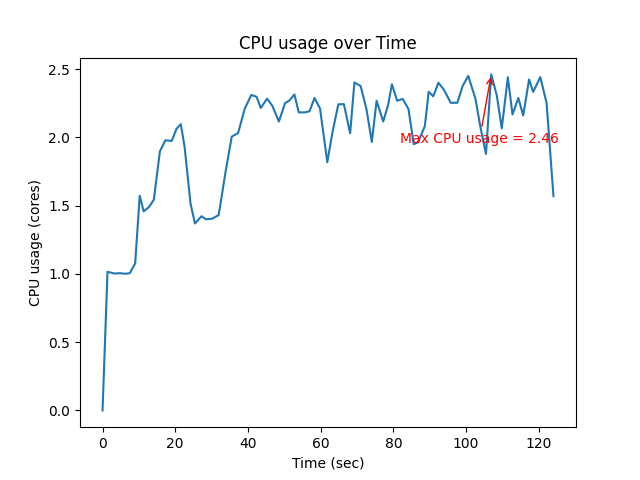 CPU usage over Time
CPU usage (cores)
2.5
2.0
1.5
1.0
0.5
0.0
Max CPU usage = 2.46
0 20 40 60 80 100 120
Time (sec)